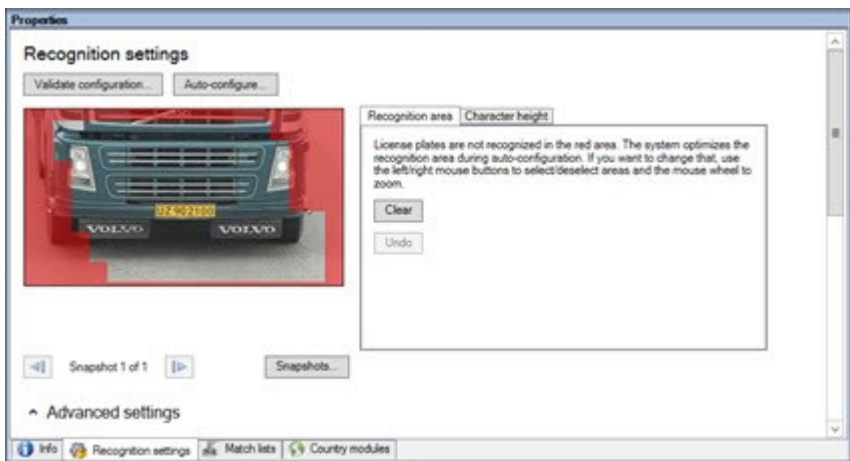 Properties
Recognition settings
Validate configuration...
Auto-configure...
Recognition area
Character height
License plates are not recognized in the red area. The system optimizes the
recognition area during auto-configuration. If you want to change that, use
the left/right mouse buttons to select/deselect areas and the mouse wheel to
zoom.
Clear
Undo
UZ902100
VOLVO
VOLVO
Snapshot 1 of 1
Snapshots...
Advanced settings
Info
Recognition settings
Match lists
Country modules